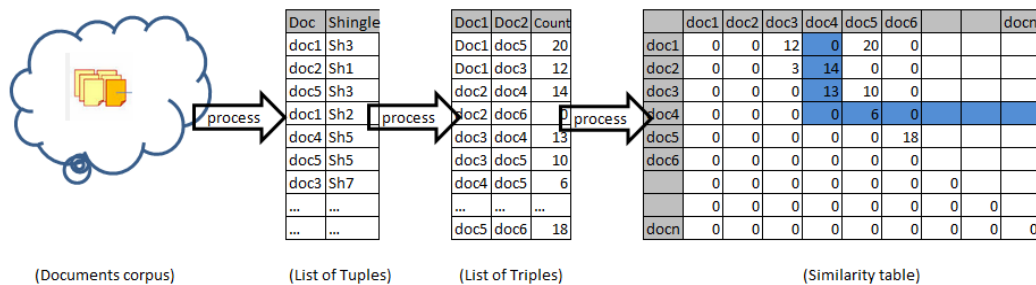 Doc Shingle
doc1 Sh3
doc2 Sh1
doc5 Sh3
doc1 Sh2
doc4 Sh5
doc5 Sh5
doc3 Sh7
... ...
... ...
Doc1 Doc2 Count
Doc1 doc5 20
Doc1 doc3 12
doc2 doc4 14
doc2 doc6 0
doc3 doc4 13
doc3 doc5 10
doc4 doc5 6
... ... ...
doc5 doc6 18
doc1 doc2 doc3 doc4 doc5 doc6 docn
doc1 0 0 12 0 20 0
doc2 0 0 3 14 0 0
doc3 0 0 0 13 10 0
doc4 0 0 0 0 6 0
doc5 0 0 0 0 0 18
doc6 0 0 0 0 0 0
0 0 0 0 0 0 0
0 0 0 0 0 0 0 0
docn 0 0 0 0 0 0 0 0 0
process
process
process
(Documents corpus)
(List of Tuples)
(List of Triples)
(Similarity table)